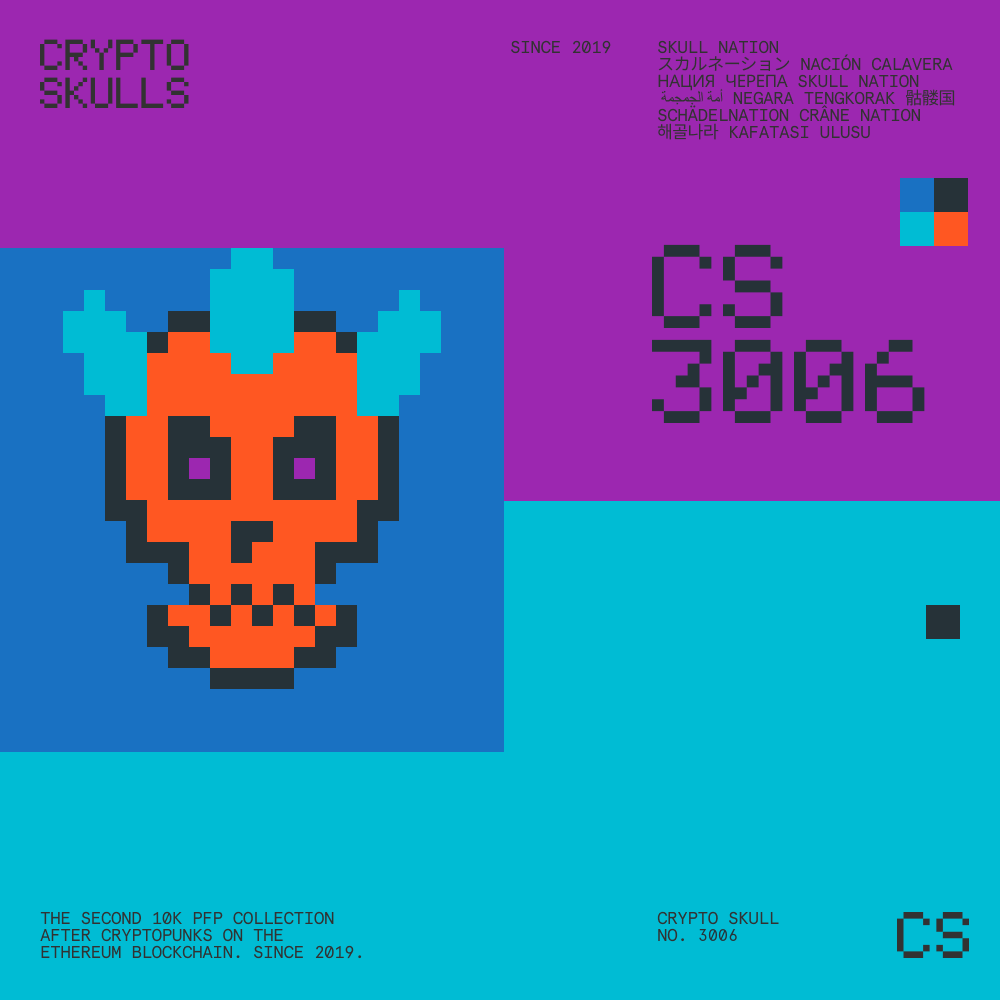 CRYPTO
SKULLS
SINCE 2019
SKULL NATION
スカルネーション NACIÓN CALAVERA
НАЦИЯ ЧЕРЕПА SKULL NATION
أمة الجمجمة NEGARA TENGKORAK 骷髅国
SCHÄDELNATION CRÂNE NATION
해골나라 KAFATASI ULUSU
CS
3006
THE SECOND 10K PFP COLLECTION
AFTER CRYPTOPUNKS ON THE
ETHEREUM BLOCKCHAIN. SINCE 2019.
CRYPTO SKULL
NO. 3006
CS